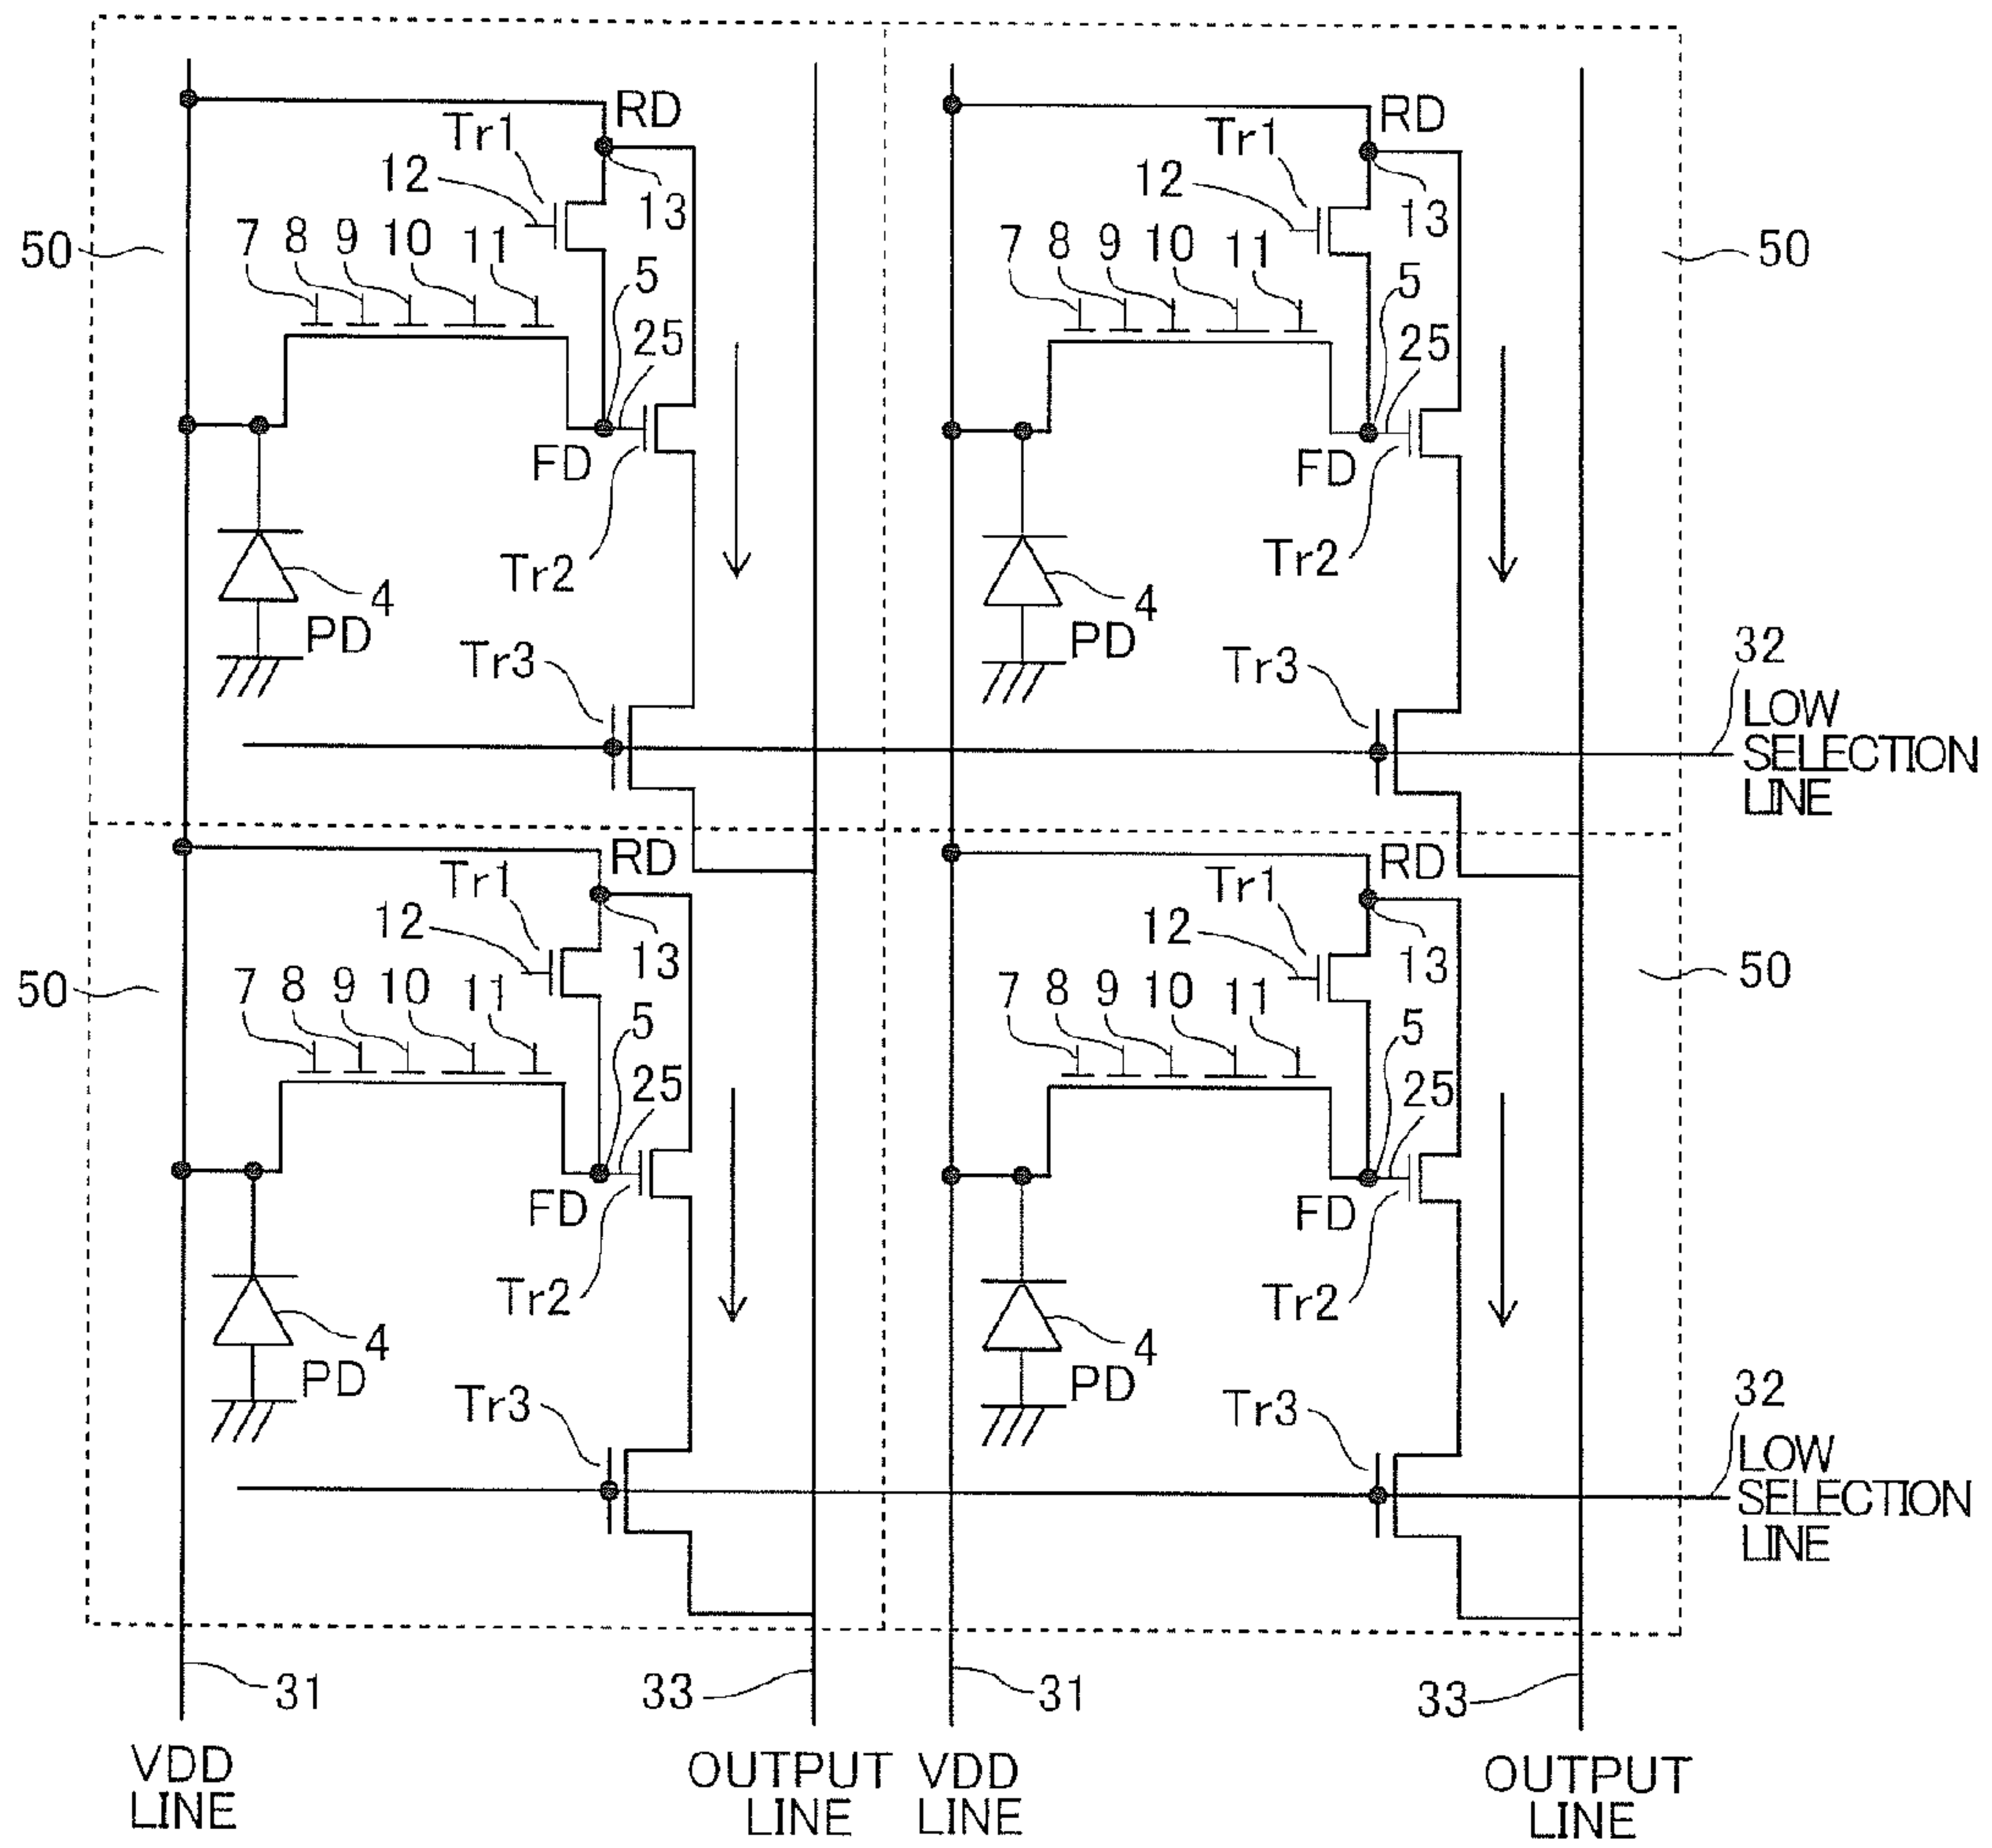 RD
Tr1
12
13
50
7 8 9 10 11
5
25
FD
Tr2
4
PD
Tr3
RD
Tr1
12
13
50
7 8 9 10 11
5
25
FD
Tr2
4
PD
Tr3
32
LOW
SELECTION
LINE
RD
Tr1
12
13
50
7 8 9 10 11
5
25
FD
Tr2
4
PD
Tr3
RD
Tr1
12
13
50
7 8 9 10 11
5
25
FD
Tr2
4
PD
Tr3
32
LOW
SELECTION
LINE
31
33
31
33
VDD
LINE
OUTPUT
LINE
VDD
LINE
OUTPUT
LINE